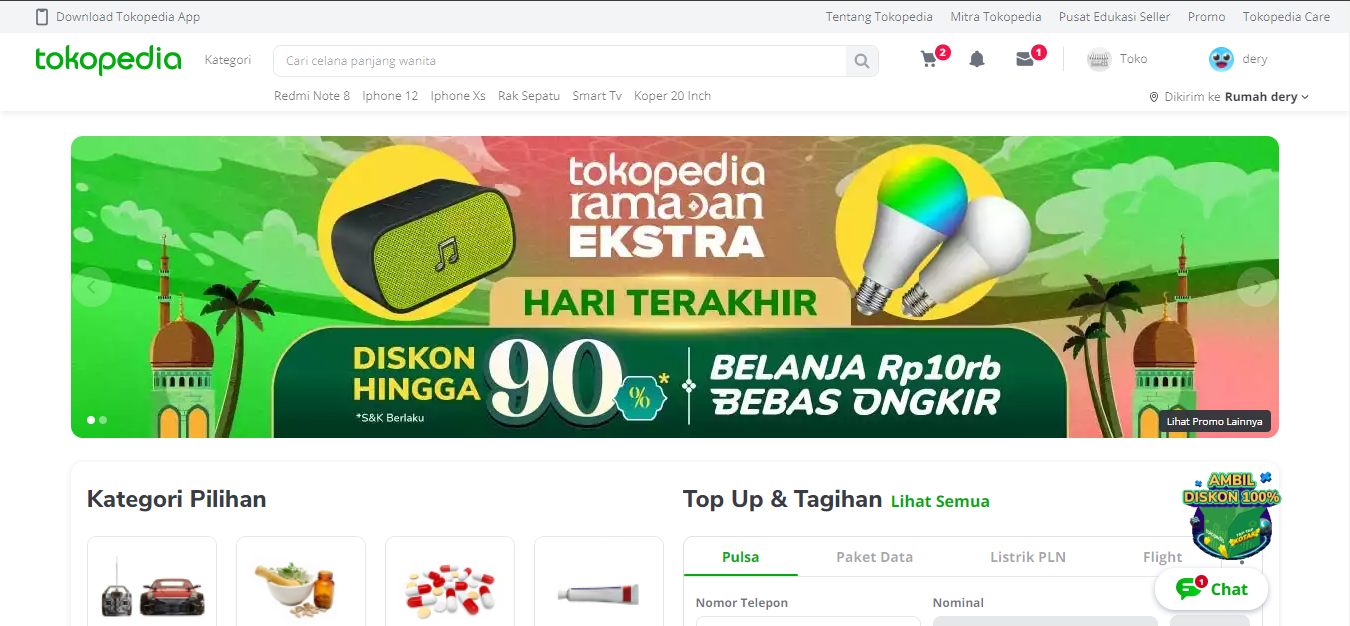 Download Tokopedia App
Tentang Tokopedia Mitra Tokopedia Pusat Edukasi Seller Promo Tokopedia Care
tokopedia Kategori Cari celana panjang wanita 2 1 Toko dery
Redmi Note 8 Iphone 12 Iphone Xs Rak Sepatu Smart Tv Koper 20 Inch
Dikirim ke Rumah dery
tokopedia
ramadan
EKSTRA
HARI TERAKHIR
DISKON
HINGGA
90%*
*S&K Berlaku
BELANJA Rp10rb
BEBAS ONGKIR
Lihat Promo Lainnya
Kategori Pilihan
Top Up & Tagihan Lihat Semua
AMBIL
DISKON 100%
Pulsa Paket Data Listrik PLN Flight
Nomor Telepon Nominal
1 Chat